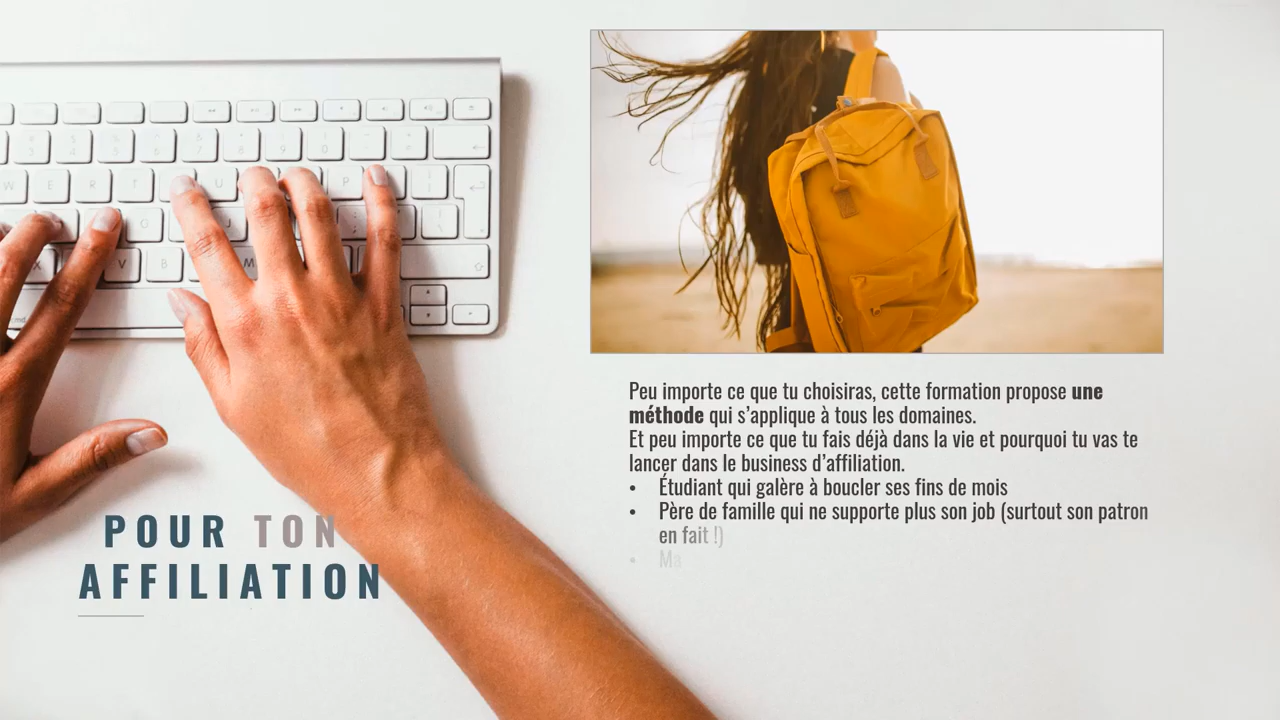 Peu importe ce que tu choisiras, cette formation propose une
méthode qui s’applique à tous les domaines.
Et peu importe ce que tu fais déjà dans la vie et pourquoi tu vas te
lancer dans le business d’affiliation.
• Étudiant qui galère à boucler ses fins de mois
• Père de famille qui ne supporte plus son job (surtout son patron
en fait !)
• Ma
POUR TON
AFFILIATION